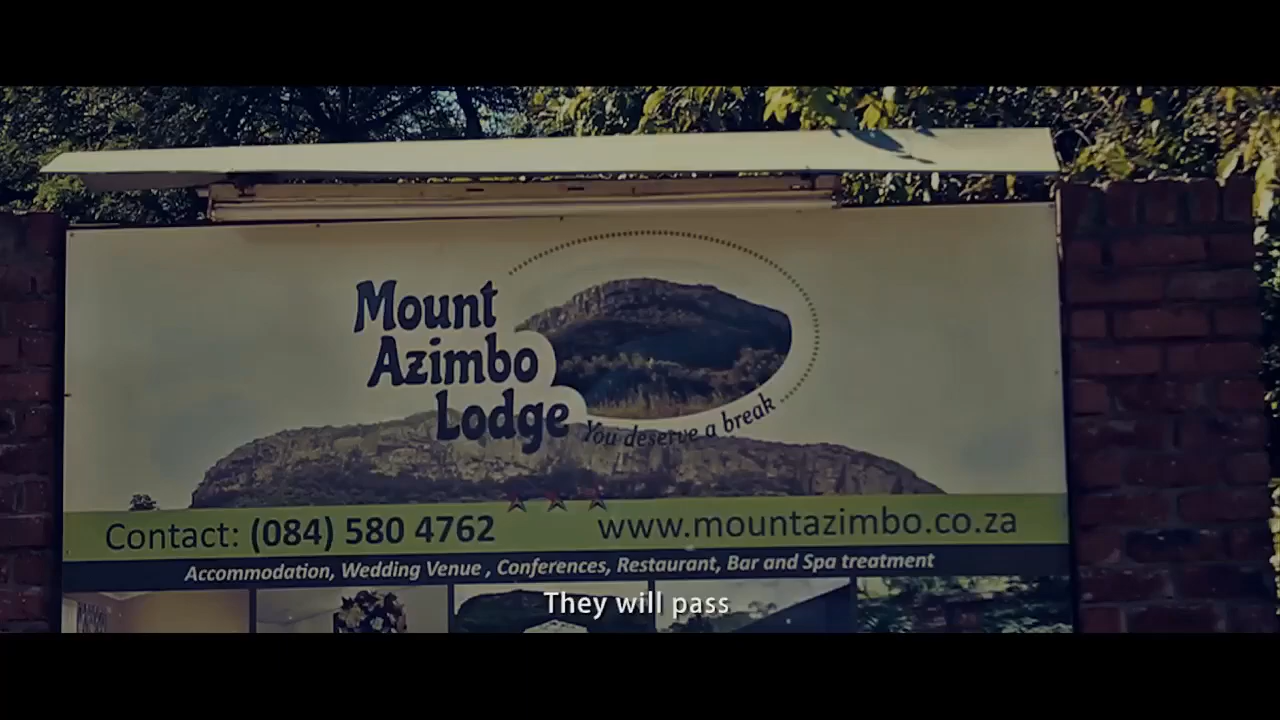 Mount
Azimbo
Lodge
You deserve a break
Contact: (084) 580 4762
www.mountazimbo.co.za
Accommodation, Wedding Venue , Conferences, Restaurant, Bar and Spa treatment
They will pass